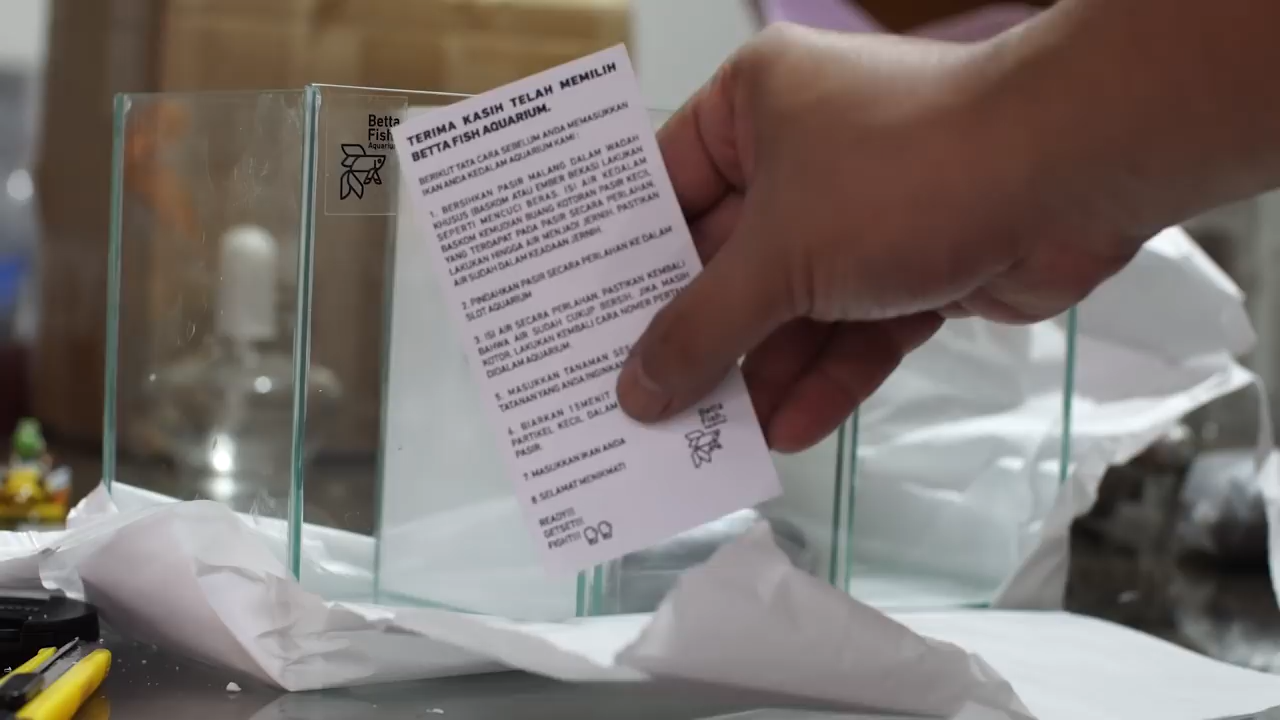 Betta
Fish
Aquarium
TERIMA KASIH TELAH MEMILIH
BETTA FISH AQUARIUM.
BERIKUT TATA CARA SEBELUM ANDA MEMASUKKAN
IKAN ANDA KEDALAM AQUARIUM KAMI :
1. BERSIHKAN PASIR MALANG DALAM WADAH
KHUSUS (BASKOM ATAU EMBER BEKAS) LAKUKAN
SEPERTI MENCUCI BERAS. ISI AIR KEDALAM
BASKOM KEMUDIAN BUANG KOTORAN PASIR KECIL
YANG TERDAPAT PADA PASIR SECARA PERLAHAN.
LAKUKAN HINGGA AIR MENJADI JERNIH. PASTIKAN
AIR SUDAH DALAM KEADAAN JERNIH.
2. PINDAHKAN PASIR SECARA PERLAHAN KE DALAM
SLOT AQUARIUM
3. ISI AIR SECARA PERLAHAN. PASTIKAN KEMBALI
BAHWA AIR SUDAH CUKUP BERSIH. JIKA MASIH
KOTOR, LAKUKAN KEMBALI CARA NOMER PERTAM
DIDALAM AQUARIUM.
5. MASUKKAN TANAMAN SES
TATANAN YANG ANDA INGINKAN
6. BIARKAN 15MENIT
PARTIKEL KECIL DALAM
PASIR.
7. MASUKKAN IKAN ANDA
8. SELAMAT MENIKMATI
READY!!!
GETSET!!!
FIGHT!!!
Betta
Fish